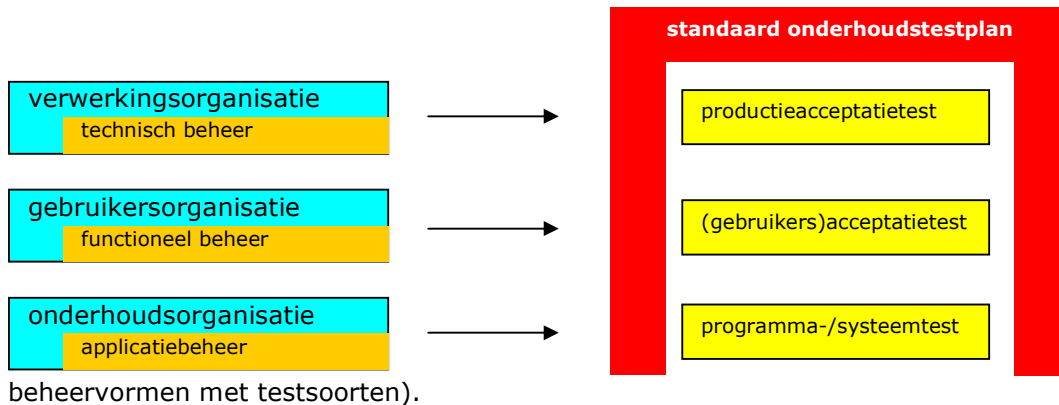 standaard onderhoudstestplan
verwerkingsorganisatie
technisch beheer
productieacceptatietest
gebruikersorganisatie
functioneel beheer
(gebruikers)acceptatietest
onderhoudsorganisatie
applicatiebeheer
programma-/systeemtest
beheervormen met testsoorten).